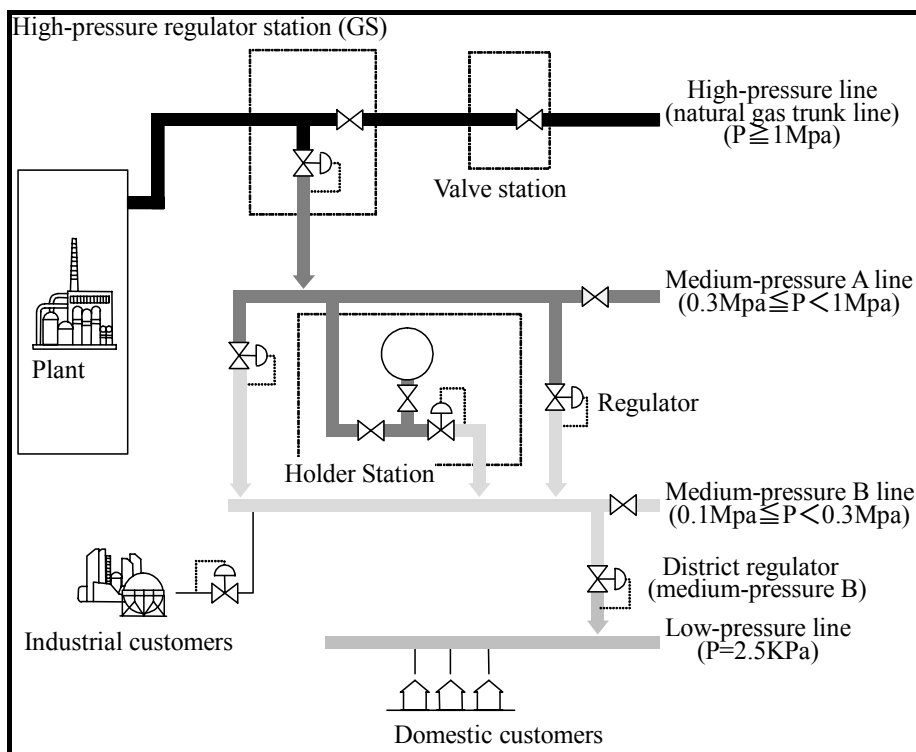 High-pressure regulator station (GS)
High-pressure line
(natural gas trunk line)
(P≧1Mpa)
Valve station
Plant
Medium-pressure A line
(0.3Mpa≦P<1Mpa)
Regulator
Holder Station
Medium-pressure B line
(0.1Mpa≦P<0.3Mpa)
District regulator
(medium-pressure B)
Industrial customers
Low-pressure line
(P=2.5KPa)
Domestic customers